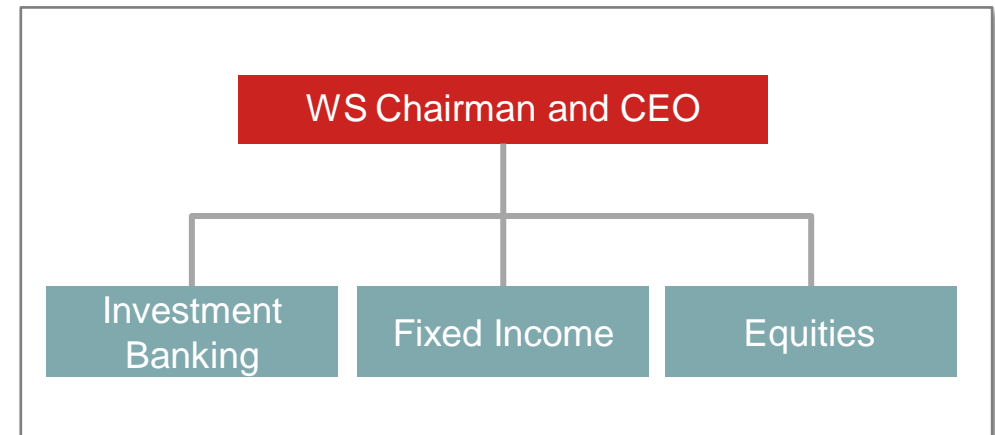 WS Chairman and CEO
Investment
Banking
Fixed Income
Equities